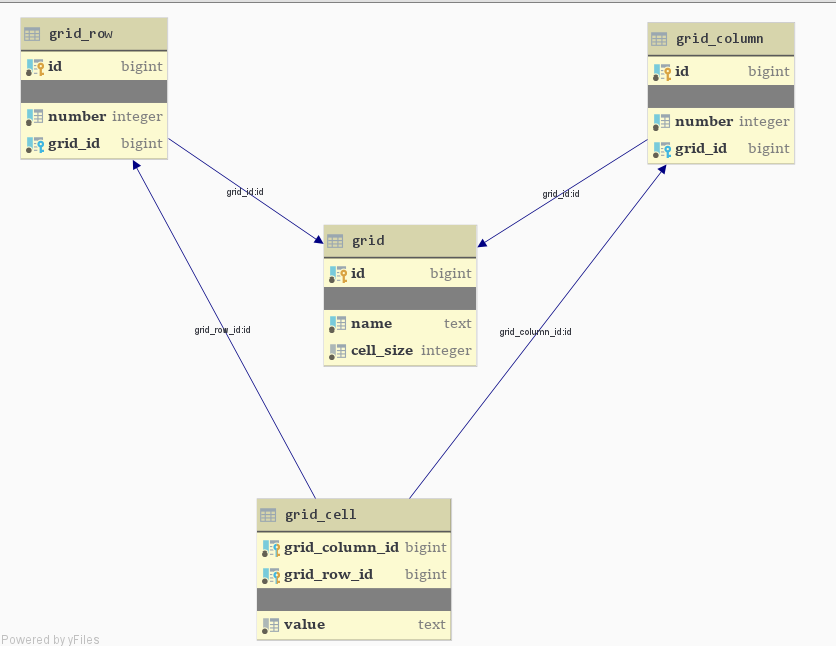 grid_row
id bigint
number integer
grid_id bigint
grid_column
id bigint
number integer
grid_id bigint
grid_id:id
grid_id:id
grid
id bigint
name text
cell_size integer
grid_row_id:id
grid_column_id:id
grid_cell
grid_column_id bigint
grid_row_id bigint
value text
Powered by yFiles